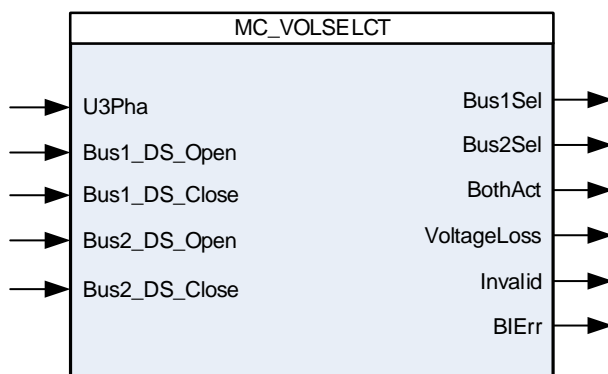 MC_VOLSELCT
U3Pha
Bus1_DS_Open
Bus1_DS_Close
Bus2_DS_Open
Bus2_DS_Close
Bus1Sel
Bus2Sel
BothAct
VoltageLoss
Invalid
BIErr